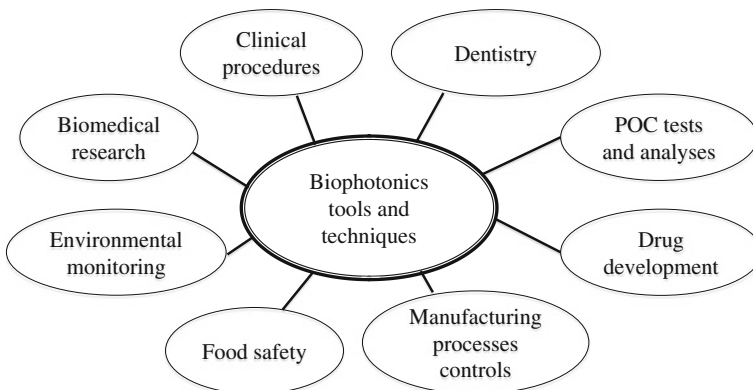 Clinical
procedures
Dentistry
Biomedical
research
POC tests
and analyses
Biophotonics
tools and
techniques
Environmental
monitoring
Drug
development
Food safety
Manufacturing
processes
controls